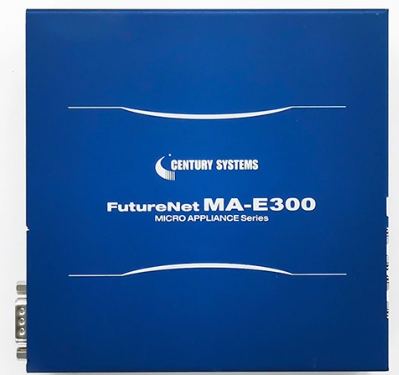 CENTURY SYSTEMS
FutureNet MA-E300
MICRO APPLIANCE Series